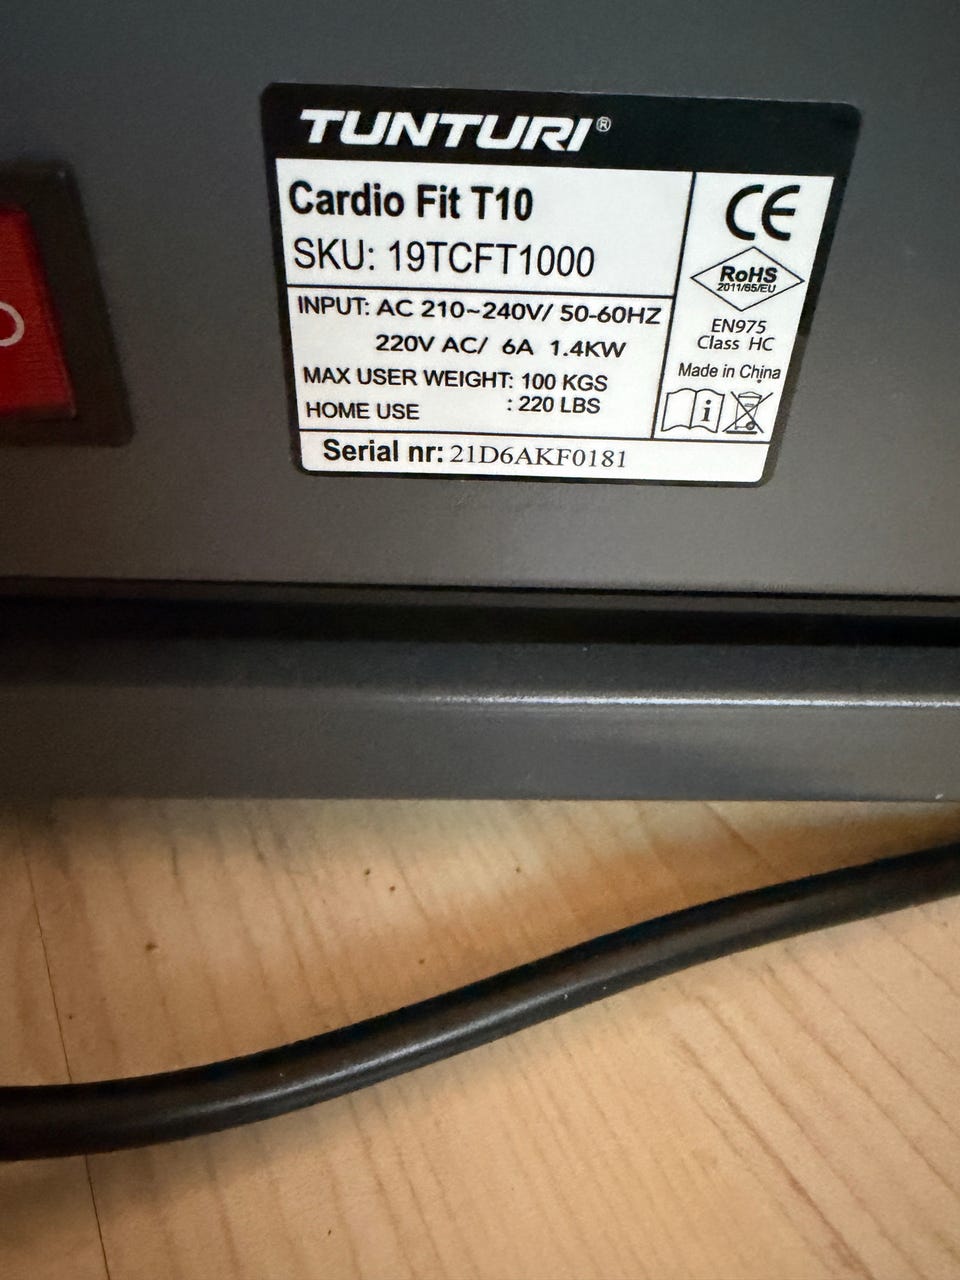 TUNTURI®
Cardio Fit T10
SKU: 19TCFT1000
INPUT: AC 210~240V/ 50-60HZ
220V AC/ 6A 1.4KW
MAX USER WEIGHT: 100 KGS
HOME USE : 220 LBS
Serial nr: 21D6AKF0181
CE
RoHS
2011/65/EU
EN975
Class HC
Made in China
i